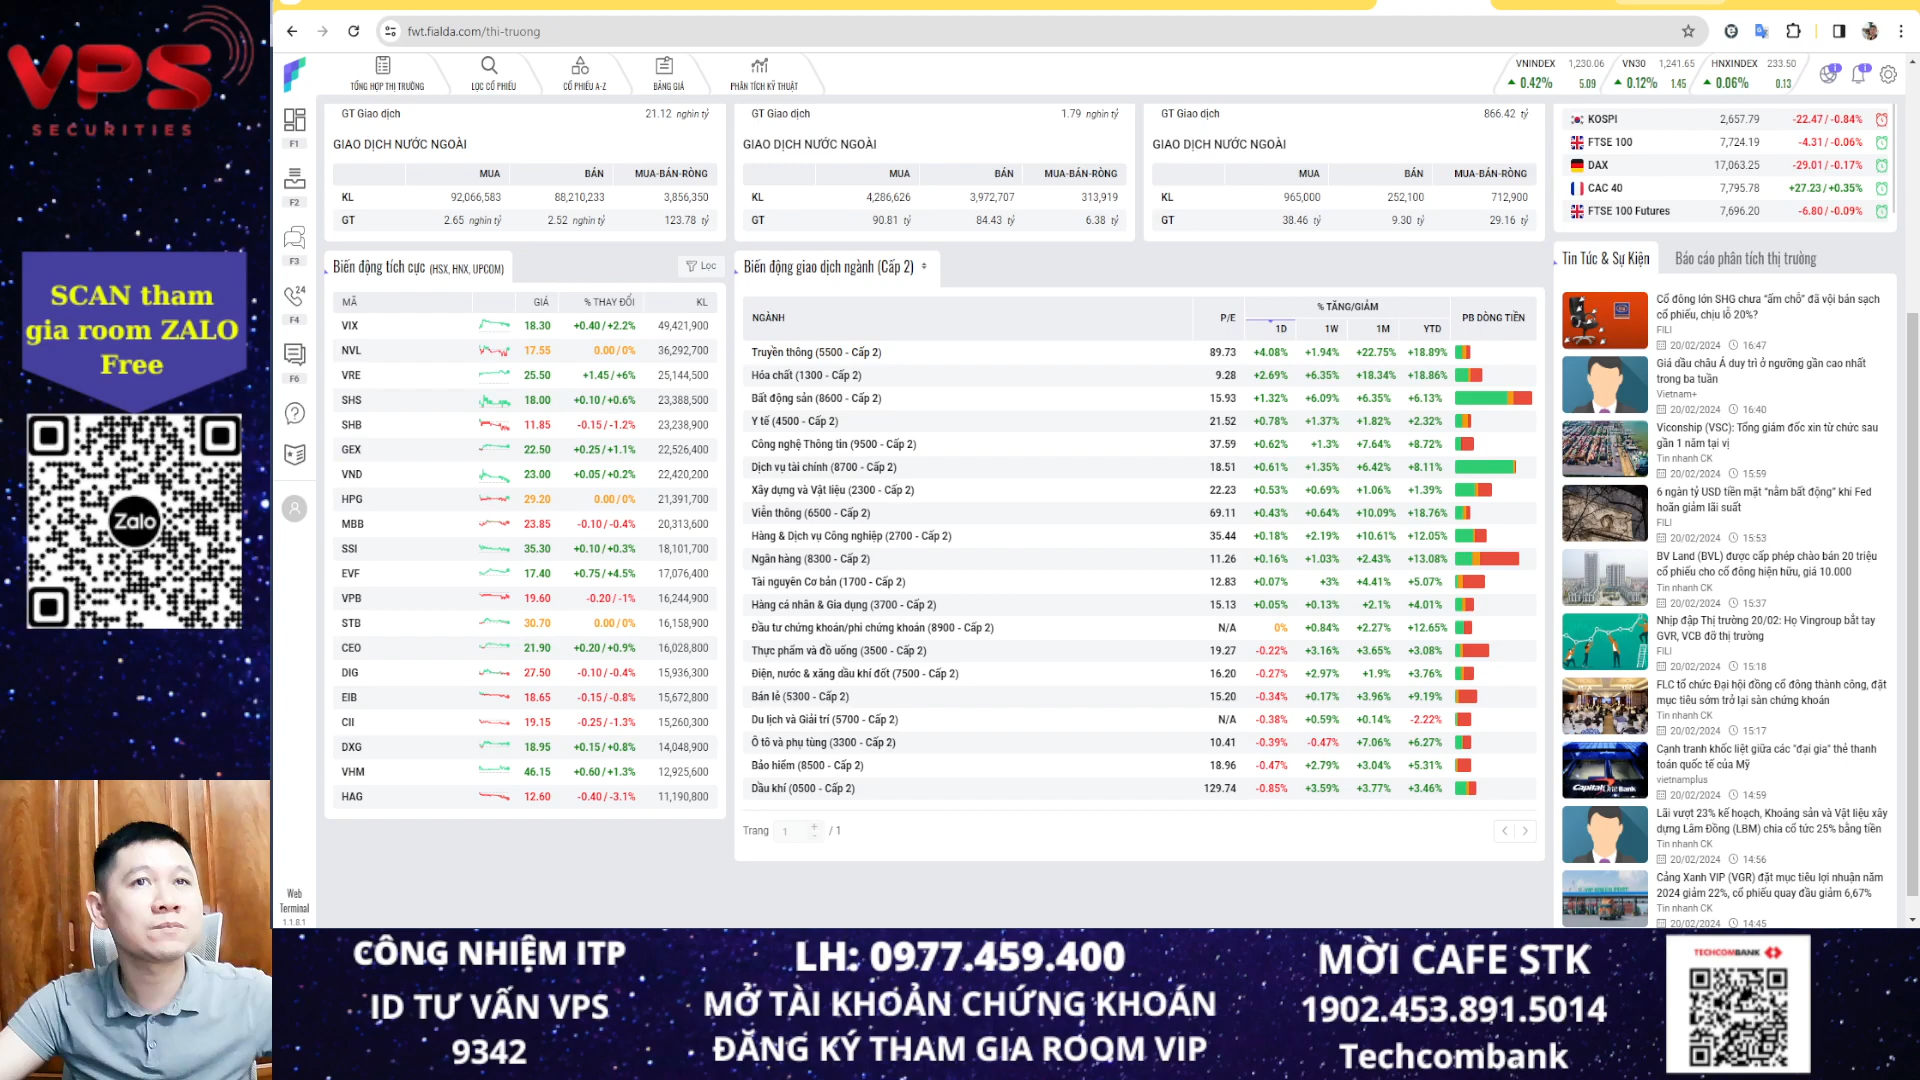 VPS
SECURITIES
SCAN tham
gia room ZALO
Free
Zalo
fwt.fialda.com/thi-truong
TỔNG HỢP THỊ TRƯỜNG
LỌC CỔ PHIẾU
CỔ PHIẾU A-Z
BẢNG GIÁ
PHÂN TÍCH KỸ THUẬT
VNINDEX 1,230.06
0.42% 5.09
VN30 1,241.65
0.12% 1.45
HNXINDEX 233.50
0.06% 0.13
F1
F2
F3
24
F4
F6
Web
Terminal
1.1.8.1
GT Giao dịch 21.12 nghìn tỷ
GIAO DỊCH NƯỚC NGOÀI
MUA BÁN MUA-BÁN-RÒNG
KL 92,066,583 88,210,233 3,856,350
GT 2.65 nghìn tỷ 2.52 nghìn tỷ 123.78 tỷ
GT Giao dịch 1.79 nghìn tỷ
GIAO DỊCH NƯỚC NGOÀI
MUA BÁN MUA-BÁN-RÒNG
KL 4,286,626 3,972,707 313,919
GT 90.81 tỷ 84.43 tỷ 6.38 tỷ
GT Giao dịch 866.42 tỷ
GIAO DỊCH NƯỚC NGOÀI
MUA BÁN MUA-BÁN-RÒNG
KL 965,000 252,100 712,900
GT 38.46 tỷ 9.30 tỷ 29.16 tỷ
KOSPI 2,657.79 -22.47 / -0.84%
FTSE 100 7,724.19 -4.31 / -0.06%
DAX 17,063.25 -29.01 / -0.17%
CAC 40 7,795.78 +27.23 / +0.35%
FTSE 100 Futures 7,696.20 -6.80 / -0.09%
Biến động tích cực (HSX, HNX, UPCOM) Lọc
MÃ GIÁ % THAY ĐỔI KL
VIX 18.30 +0.40 / +2.2% 49,421,900
NVL 17.55 0.00 / 0% 36,292,700
VRE 25.50 +1.45 / +6% 25,144,500
SHS 18.00 +0.10 / +0.6% 23,388,500
SHB 11.85 -0.15 / -1.2% 23,238,900
GEX 22.50 +0.25 / +1.1% 22,526,400
VND 23.00 +0.05 / +0.2% 22,420,200
HPG 29.20 0.00 / 0% 21,391,700
MBB 23.85 -0.10 / -0.4% 20,313,600
SSI 35.30 +0.10 / +0.3% 18,101,700
EVF 17.40 +0.75 / +4.5% 17,076,400
VPB 19.60 -0.20 / -1% 16,244,900
STB 30.70 0.00 / 0% 16,158,900
CEO 21.90 +0.20 / +0.9% 16,028,800
DIG 27.50 -0.10 / -0.4% 15,936,300
EIB 18.65 -0.15 / -0.8% 15,672,800
CII 19.15 -0.25 / -1.3% 15,260,300
DXG 18.95 +0.15 / +0.8% 14,048,900
VHM 46.15 +0.60 / +1.3% 12,925,600
HAG 12.60 -0.40 / -3.1% 11,190,800
Biến động giao dịch ngành (Cấp 2)
NGÀNH P/E % TĂNG/GIẢM PB DÒNG TIỀN
1D 1W 1M YTD
Truyền thông (5500 - Cấp 2) 89.73 +4.08% +1.94% +22.75% +18.89%
Hóa chất (1300 - Cấp 2) 9.28 +2.69% +6.35% +18.34% +18.86%
Bất động sản (8600 - Cấp 2) 15.93 +1.32% +6.09% +6.35% +6.13%
Y tế (4500 - Cấp 2) 21.52 +0.78% +1.37% +1.82% +2.32%
Công nghệ Thông tin (9500 - Cấp 2) 37.59 +0.62% +1.3% +7.64% +8.72%
Dịch vụ tài chính (8700 - Cấp 2) 18.51 +0.61% +1.35% +6.42% +8.11%
Xây dựng và Vật liệu (2300 - Cấp 2) 22.23 +0.53% +0.69% +1.06% +1.39%
Viễn thông (6500 - Cấp 2) 69.11 +0.43% +0.64% +10.09% +18.76%
Hàng & Dịch vụ Công nghiệp (2700 - Cấp 2) 35.44 +0.18% +2.19% +10.61% +12.05%
Ngân hàng (8300 - Cấp 2) 11.26 +0.16% +1.03% +2.43% +13.08%
Tài nguyên Cơ bản (1700 - Cấp 2) 12.83 +0.07% +3% +4.41% +5.07%
Hàng cá nhân & Gia dụng (3700 - Cấp 2) 15.13 +0.05% +0.13% +2.1% +4.01%
Đầu tư chứng khoán/phi chứng khoán (8900 - Cấp 2) N/A 0% +0.84% +2.27% +12.65%
Thực phẩm và đồ uống (3500 - Cấp 2) 19.27 -0.22% +3.16% +3.65% +3.08%
Điện, nước & xăng dầu khí đốt (7500 - Cấp 2) 16.20 -0.27% +2.97% +1.9% +3.76%
Bán lẻ (5300 - Cấp 2) 15.20 -0.34% +0.17% +3.96% +9.19%
Du lịch và Giải trí (5700 - Cấp 2) N/A -0.38% +0.59% +0.14% -2.22%
Ô tô và phụ tùng (3300 - Cấp 2) 10.41 -0.39% -0.47% +7.06% +6.27%
Bảo hiểm (8500 - Cấp 2) 18.96 -0.47% +2.79% +3.04% +5.31%
Dầu khí (0500 - Cấp 2) 129.74 -0.85% +3.59% +3.77% +3.46%
Trang 1 / 1
Tin Tức & Sự Kiện Báo cáo phân tích thị trường
Cổ đông lớn SHG chưa "ấm chỗ" đã vội bán sạch
cổ phiếu, chịu lỗ 20%?
FILI
20/02/2024 16:47
Giá dầu châu Á duy trì ở ngưỡng gần cao nhất
trong ba tuần
Vietnam+
20/02/2024 16:40
Viconship (VSC): Tổng giám đốc xin từ chức sau
gần 1 năm tại vị
Tin nhanh CK
20/02/2024 15:59
6 ngàn tỷ USD tiền mặt "nằm bất động" khi Fed
hoãn giảm lãi suất
FILI
20/02/2024 15:53
BV Land (BVL) được cấp phép chào bán 20 triệu
cổ phiếu cho cổ đông hiện hữu, giá 10.000
Tin nhanh CK
20/02/2024 15:37
Nhịp đập Thị trường 20/02: Họ Vingroup bắt tay
GVR, VCB đỡ thị trường
FILI
20/02/2024 15:18
FLC tổ chức Đại hội đồng cổ đông thành công, đặt
mục tiêu sớm trở lại sàn chứng khoán
Tin nhanh CK
20/02/2024 15:17
Cạnh tranh khốc liệt giữa các "đại gia" thẻ thanh
toán quốc tế của Mỹ
vietnamplus
20/02/2024 14:59
Capital One Bank
Lãi vượt 23% kế hoạch, Khoáng sản và Vật liệu xây
dựng Lâm Đồng (LBM) chia cổ tức 25% bằng tiền
Tin nhanh CK
20/02/2024 14:56
Cảng Xanh VIP (VGR) đặt mục tiêu lợi nhuận năm
2024 giảm 22%, cổ phiếu quay đầu giảm 6,67%
Tin nhanh CK
20/02/2024 14:45
CÔNG NHIỆM ITP
ID TƯ VẤN VPS
9342
LH: 0977.459.400
MỞ TÀI KHOẢN CHỨNG KHOÁN
ĐĂNG KÝ THAM GIA ROOM VIP
MỜI CAFE STK
1902.453.891.5014
Techcombank
TECHCOMBANK